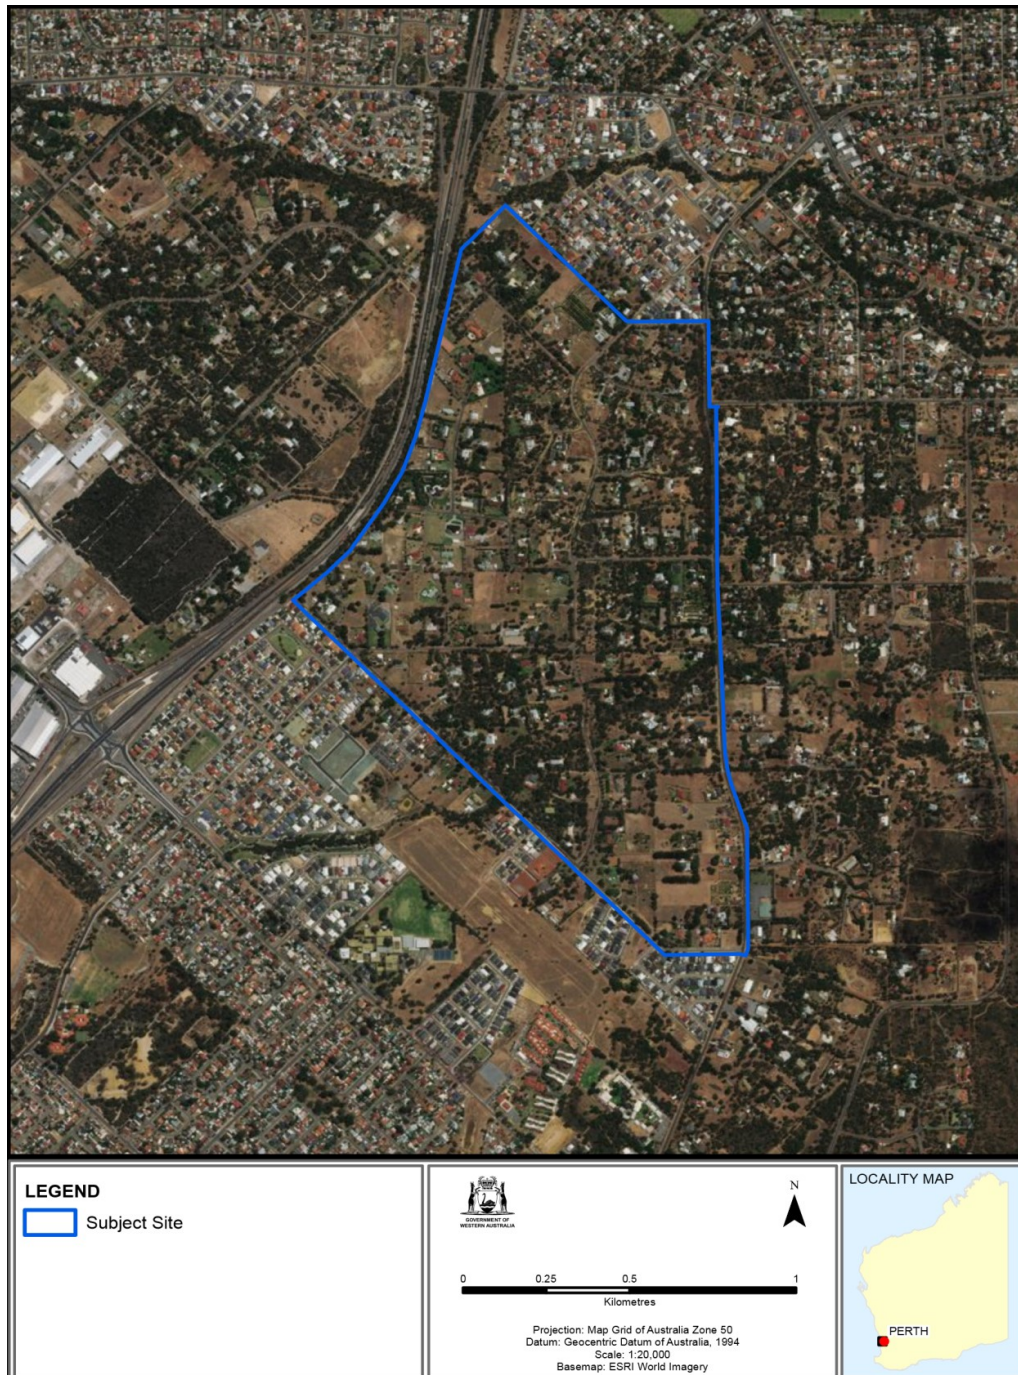 LEGEND
Subject Site
GOVERNMENT OF
WESTERN AUSTRALIA
N
0 0.25 0.5 1
Kilometres
Projection: Map Grid of Australia Zone 50
Datum: Geocentric Datum of Australia, 1994
Scale: 1:20,000
Basemap: ESRI World Imagery
LOCALITY MAP
PERTH